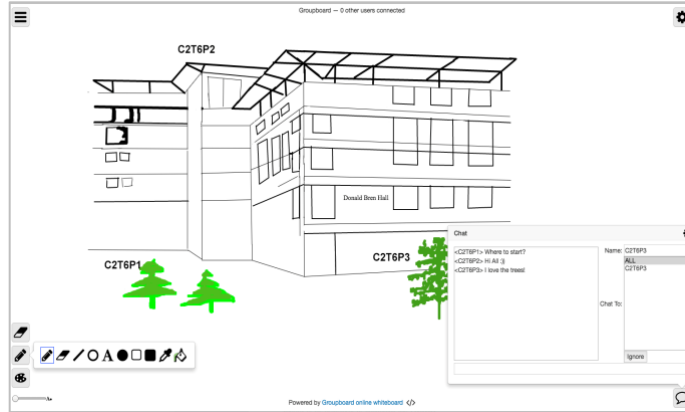 Groupboard — 0 other users connected
C2T6P2
Donald Bren Hall
C2T6P1
C2T6P3
Chat
<C2T6P1> Where to start?
<C2T6P2> Hi All :)
<C2T6P3> I love the trees!
Name: C2T6P3
ALL
C2T6P3
Chat To:
Ignore
A
Powered by Groupboard online whiteboard </>